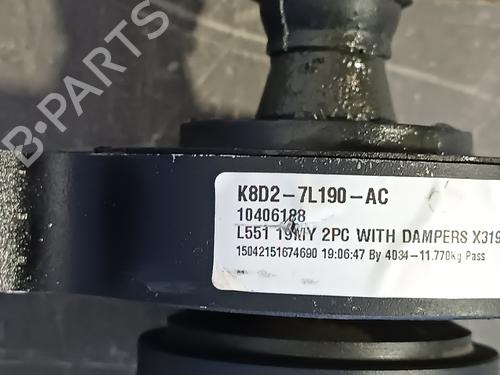 B-PARTS
K8D2-7L190-AC
10406188
L551 19MY 2PC WITH DAMPERS X319
15042151674690 19:06:47 By 4D34-11.770kg Pass